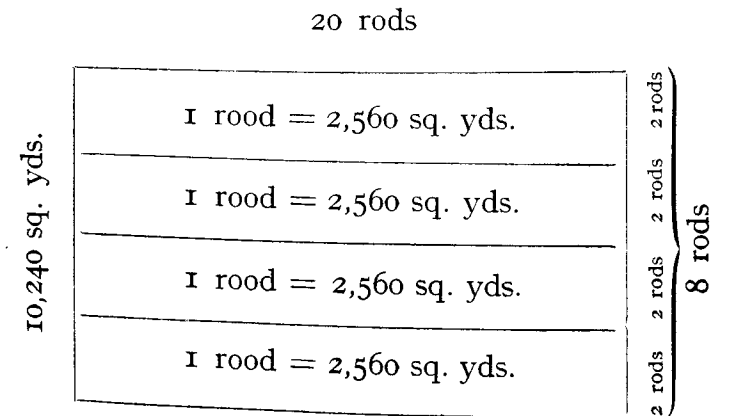 20 rods
10,240 sq. yds.
1 rood = 2,560 sq. yds.
2 rods
1 rood = 2,560 sq. yds.
2 rods
1 rood = 2,560 sq. yds.
2 rods
1 rood = 2,560 sq. yds.
2 rods
8 rods